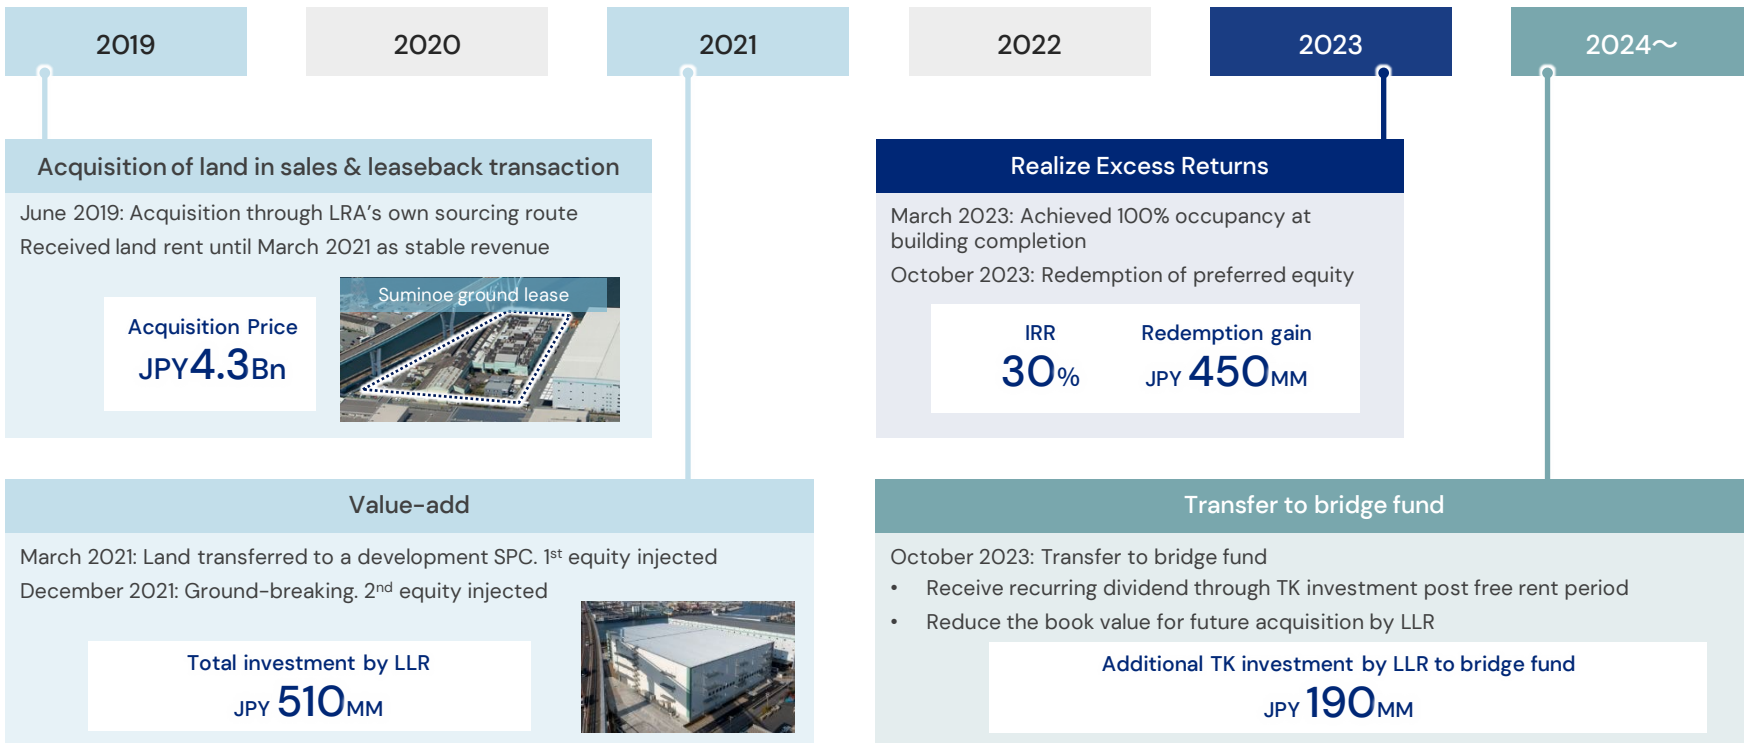 2019
2020
2021
2022
2023
2024～
Acquisition of land in sales & leaseback transaction
June 2019: Acquisition through LRA's own sourcing route
Received land rent until March 2021 as stable revenue
Acquisition Price
JPY4.3Bn
Suminoe ground lease
Realize Excess Returns
March 2023: Achieved 100% occupancy at
building completion
October 2023: Redemption of preferred equity
IRR
30%
Redemption gain
JPY 450MM
Value-add
March 2021: Land transferred to a development SPC. 1st equity injected
December 2021: Ground-breaking. 2nd equity injected
Total investment by LLR
JPY 510MM
Transfer to bridge fund
October 2023: Transfer to bridge fund
• Receive recurring dividend through TK investment post free rent period
• Reduce the book value for future acquisition by LLR
Additional TK investment by LLR to bridge fund
JPY 190MM